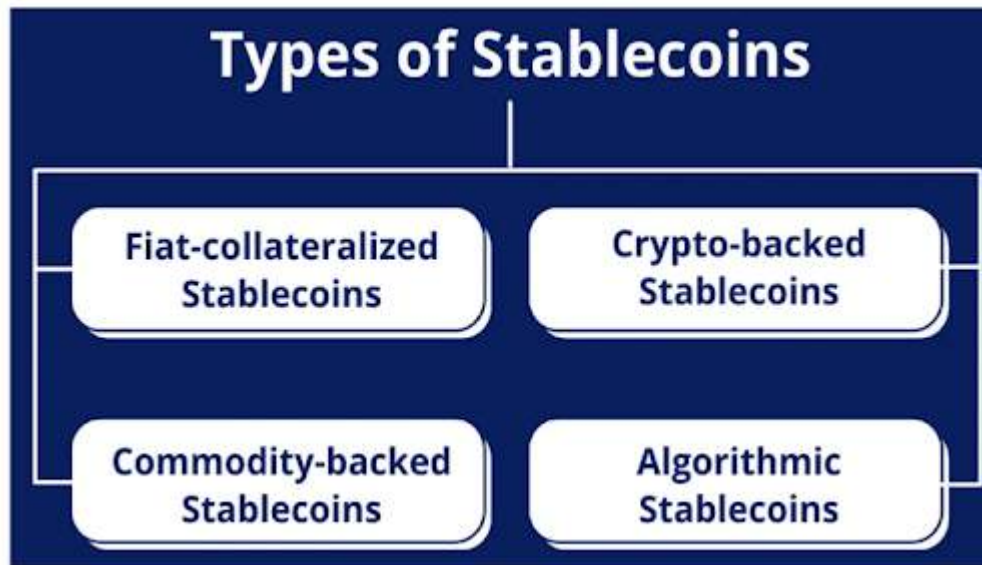 Types of Stablecoins
Fiat-collateralized
Stablecoins
Crypto-backed
Stablecoins
Commodity-backed
Stablecoins
Algorithmic
Stablecoins